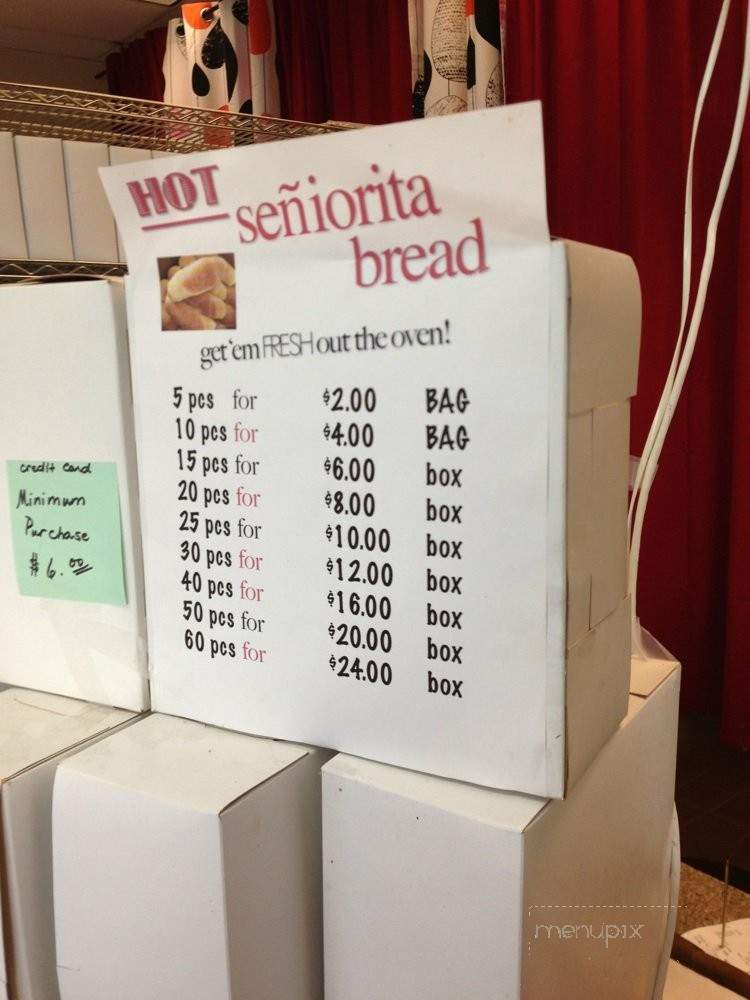 HOT
señiorita
bread
get'em FRESH out the oven!
5 pcs for $2.00 BAG
10 pcs for $4.00 BAG
15 pcs for $6.00 box
20 pcs for $8.00 box
25 pcs for $10.00 box
30 pcs for $12.00 box
40 pcs for $16.00 box
50 pcs for $20.00 box
60 pcs for $24.00 box
credit card
Minimum
Purchase
$6.00
menupix